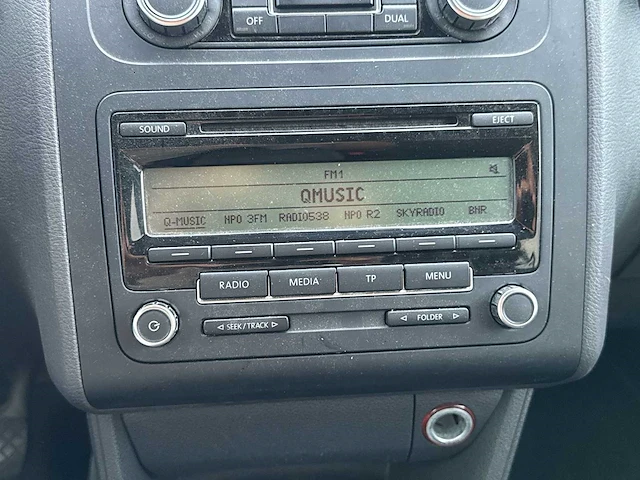 OFF DUAL
SOUND EJECT
FM1
QMUSIC
Q-MUSIC NPO 3FM RADIO538 NPO R2 SKYRADIO BNR
RADIO MEDIA TP MENU
◁ SEEK/TRACK ▷ ◁ FOLDER ▷